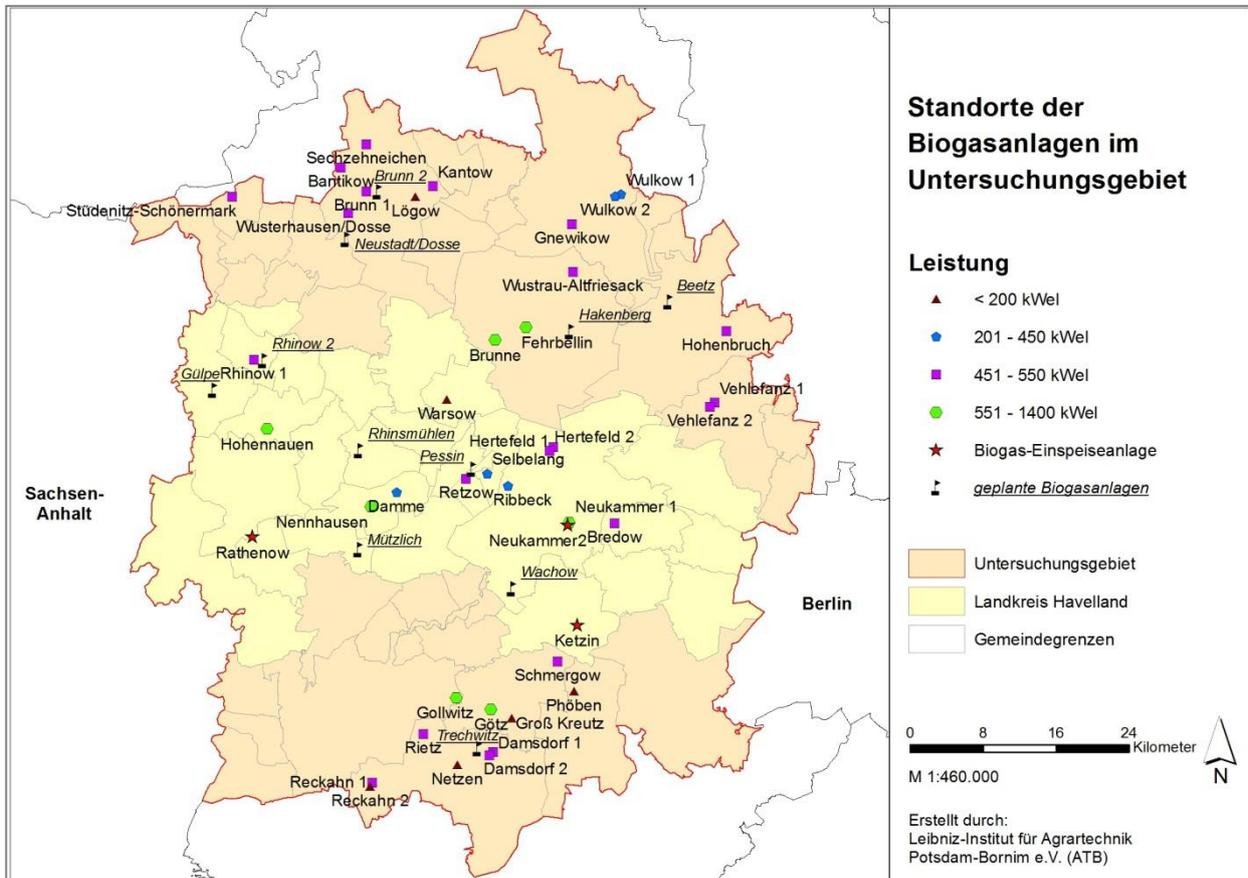 Standorte der
Biogasanlagen im
Untersuchungsgebiet
Leistung
< 200 kWel
201 - 450 kWel
451 - 550 kWel
551 - 1400 kWel
Biogas-Einspeiseanlage
geplante Biogasanlagen
Untersuchungsgebiet
Landkreis Havelland
Gemeindegrenzen
0 8 16 24
Kilometer
M 1:460.000
N
Erstellt durch:
Leibniz-Institut für Agrartechnik
Potsdam-Bornim e.V. (ATB)
Sechzehneichen
Bantikow
Brunn 2
Kantow
Wulkow 1
Stüdenitz-Schönermark
Brunn 1
Lögow
Wulkow 2
Wusterhausen/Dosse
Gnewikow
Neustadt/Dosse
Wustrau-Altfriesack
Beetz
Hakenberg
Rhinow 2
Brunne
Fehrbellin
Hohenbruch
Gülpe
Rhinow 1
Vehlefanz 1
Warsow
Vehlefanz 2
Hohennauen
Rhinsmühlen
Hertefeld 1
Hertefeld 2
Pessin
Selbelang
Retzow
Ribbeck
Sachsen-
Anhalt
Damme
Neukammer 1
Nennhausen
Neukammer2
Bredow
Rathenow
Mützlich
Wachow
Berlin
Ketzin
Schmergow
Phöben
Gollwitz
Götz
Groß Kreutz
Trechwitz
Rietz
Damsdorf 1
Netzen
Damsdorf 2
Reckahn 1
Reckahn 2